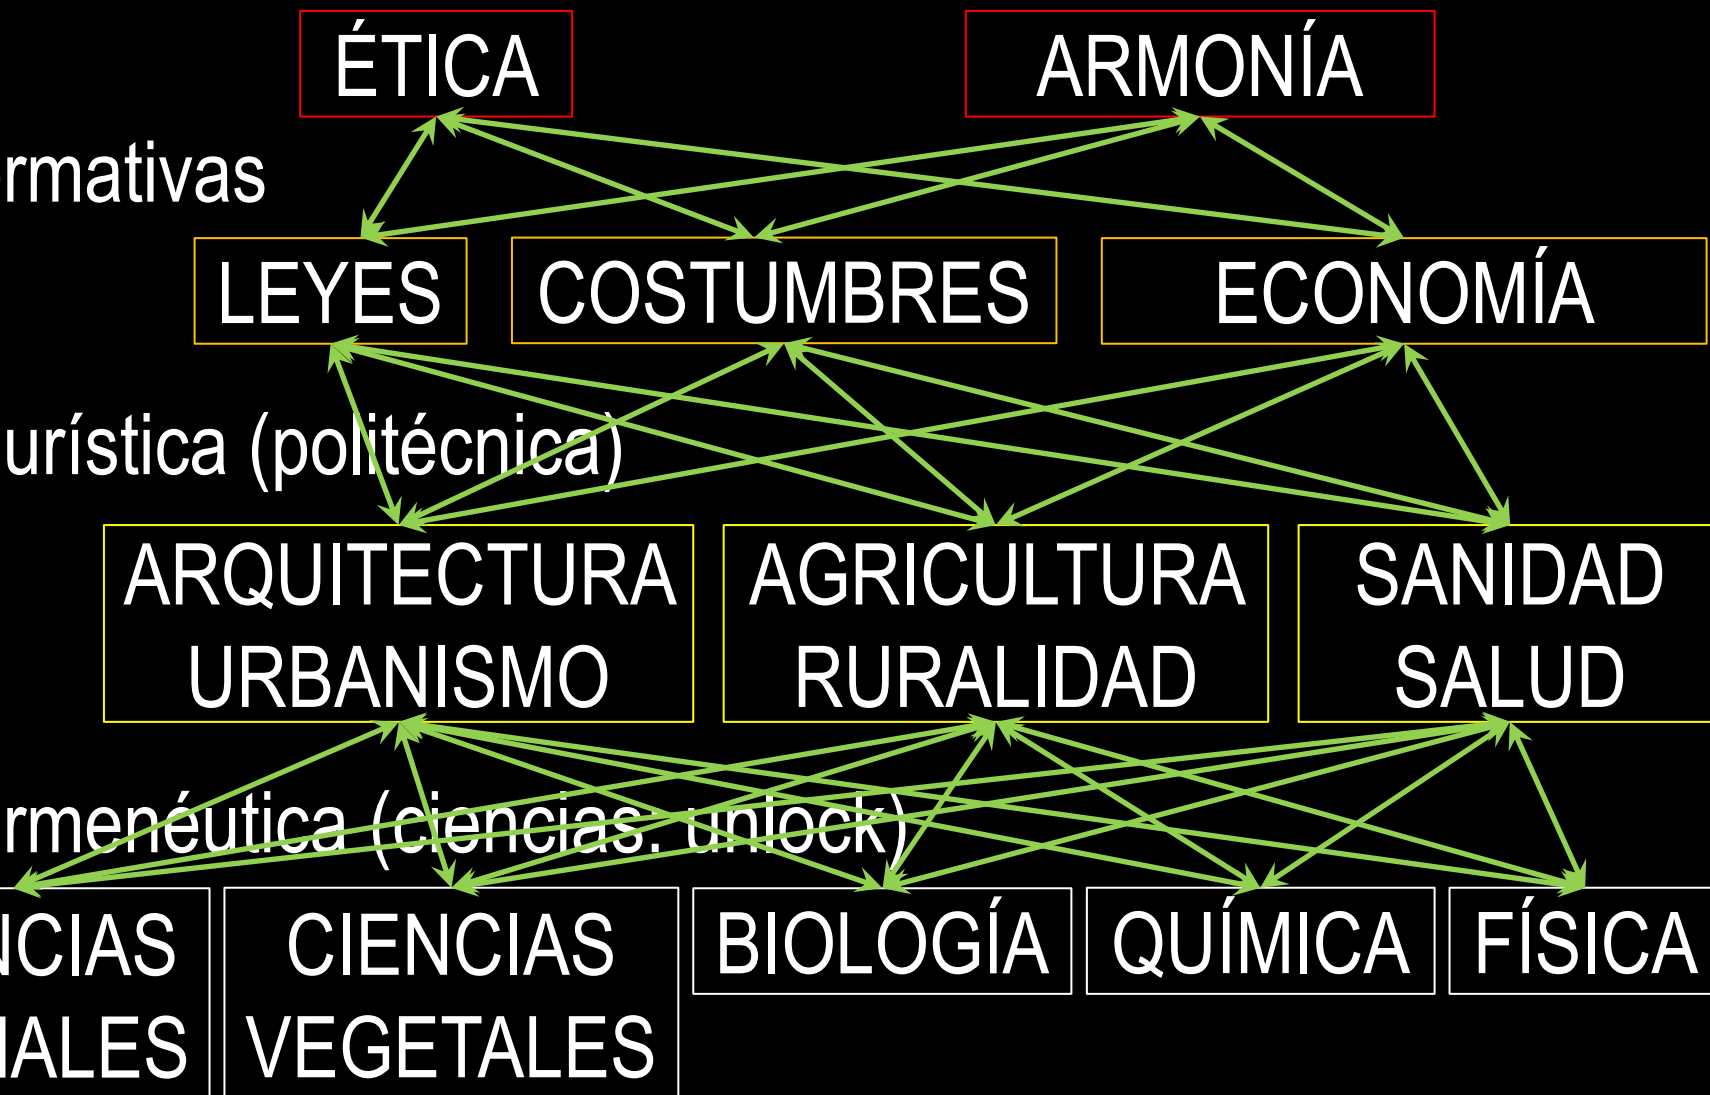 ÉTICA ARMONÍA
rmativas
LEYES COSTUMBRES ECONOMÍA
urística (politécnica)
ARQUITECTURA AGRICULTURA SANIDAD
URBANISMO RURALIDAD SALUD
rmenéutica (ciencias: unlock)
NCIAS CIENCIAS BIOLOGÍA QUÍMICA FÍSICA
IALES VEGETALES